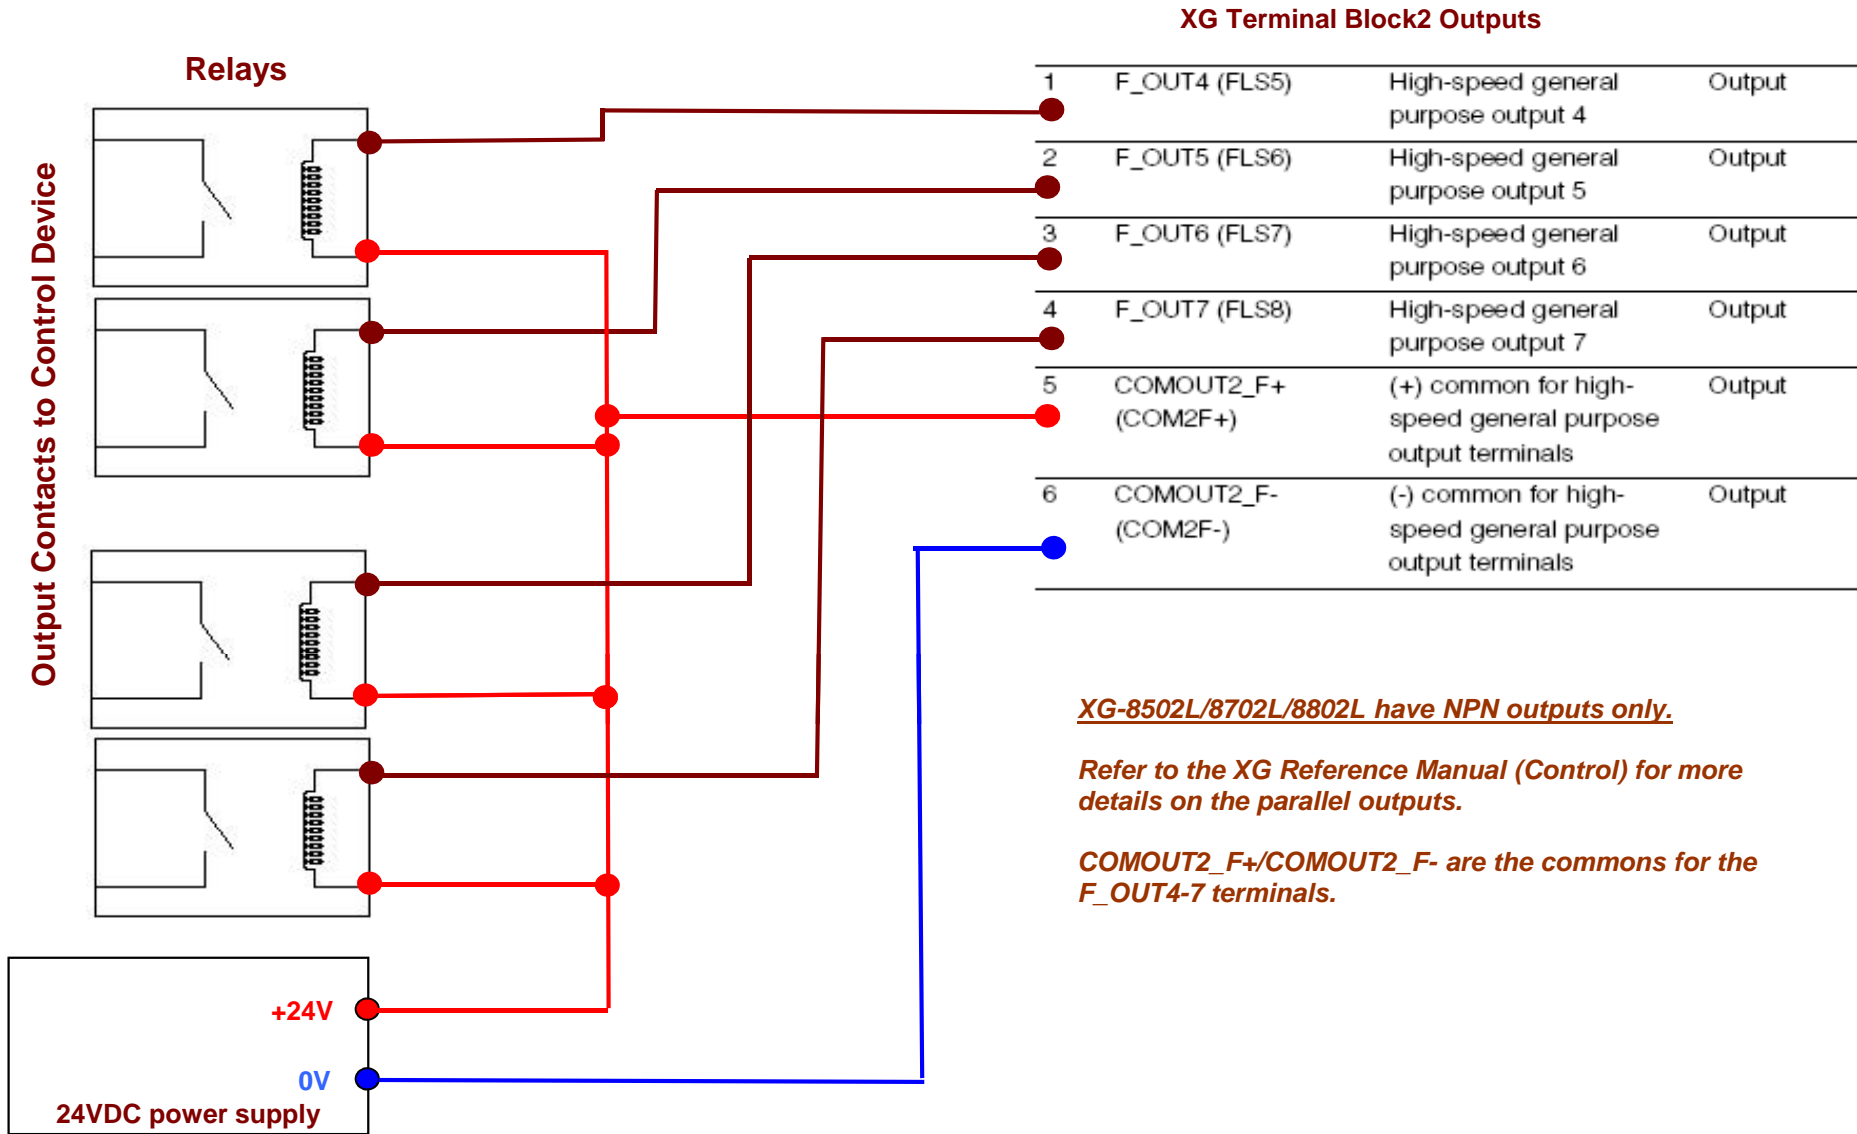 XG Terminal Block2 Outputs
Relays
Output Contacts to Control Device
1 F_OUT4 (FLS5) High-speed general Output
purpose output 4
2 F_OUT5 (FLS6) High-speed general Output
purpose output 5
3 F_OUT6 (FLS7) High-speed general Output
purpose output 6
4 F_OUT7 (FLS8) High-speed general Output
purpose output 7
5 COMOUT2_F+ (+) common for high- Output
(COM2F+) speed general purpose
output terminals
6 COMOUT2_F- (-) common for high- Output
(COM2F-) speed general purpose
output terminals
XG-8502L/8702L/8802L have NPN outputs only.
Refer to the XG Reference Manual (Control) for more
details on the parallel outputs.
COMOUT2_F+/COMOUT2_F- are the commons for the
F_OUT4-7 terminals.
+24V
0V
24VDC power supply